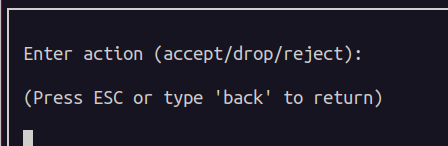 Enter action (accept/drop/reject):
(Press ESC or type 'back' to return)